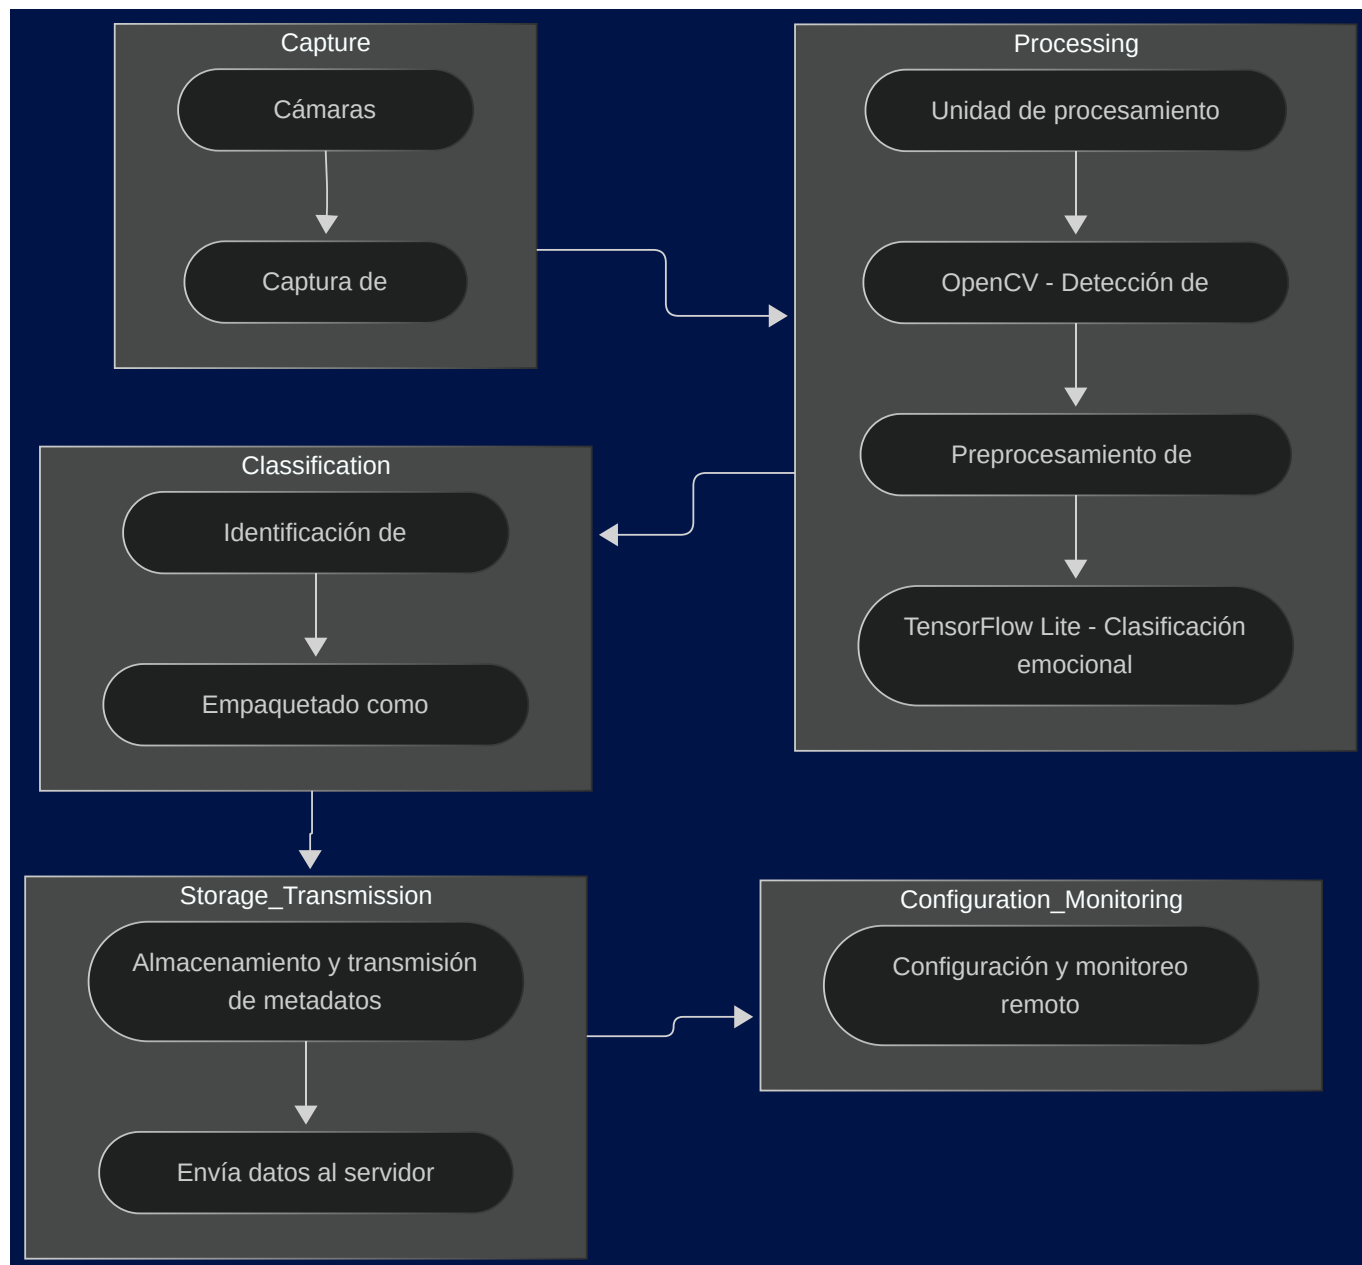 Capture
Cámaras
Captura de
Processing
Unidad de procesamiento
OpenCV - Detección de
Preprocesamiento de
TensorFlow Lite - Clasificación
emocional
Classification
Identificación de
Empaquetado como
Storage_Transmission
Almacenamiento y transmisión
de metadatos
Envía datos al servidor
Configuration_Monitoring
Configuración y monitoreo
remoto